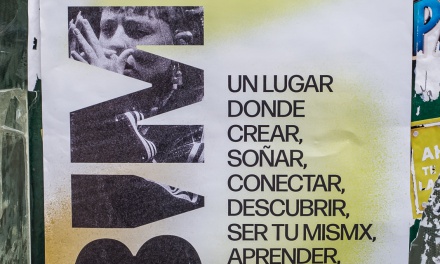 UN LUGAR
DONDE
CREAR,
SOÑAR,
CONECTAR,
DESCUBRIR,
SER TU MISMX,
APRENDER,